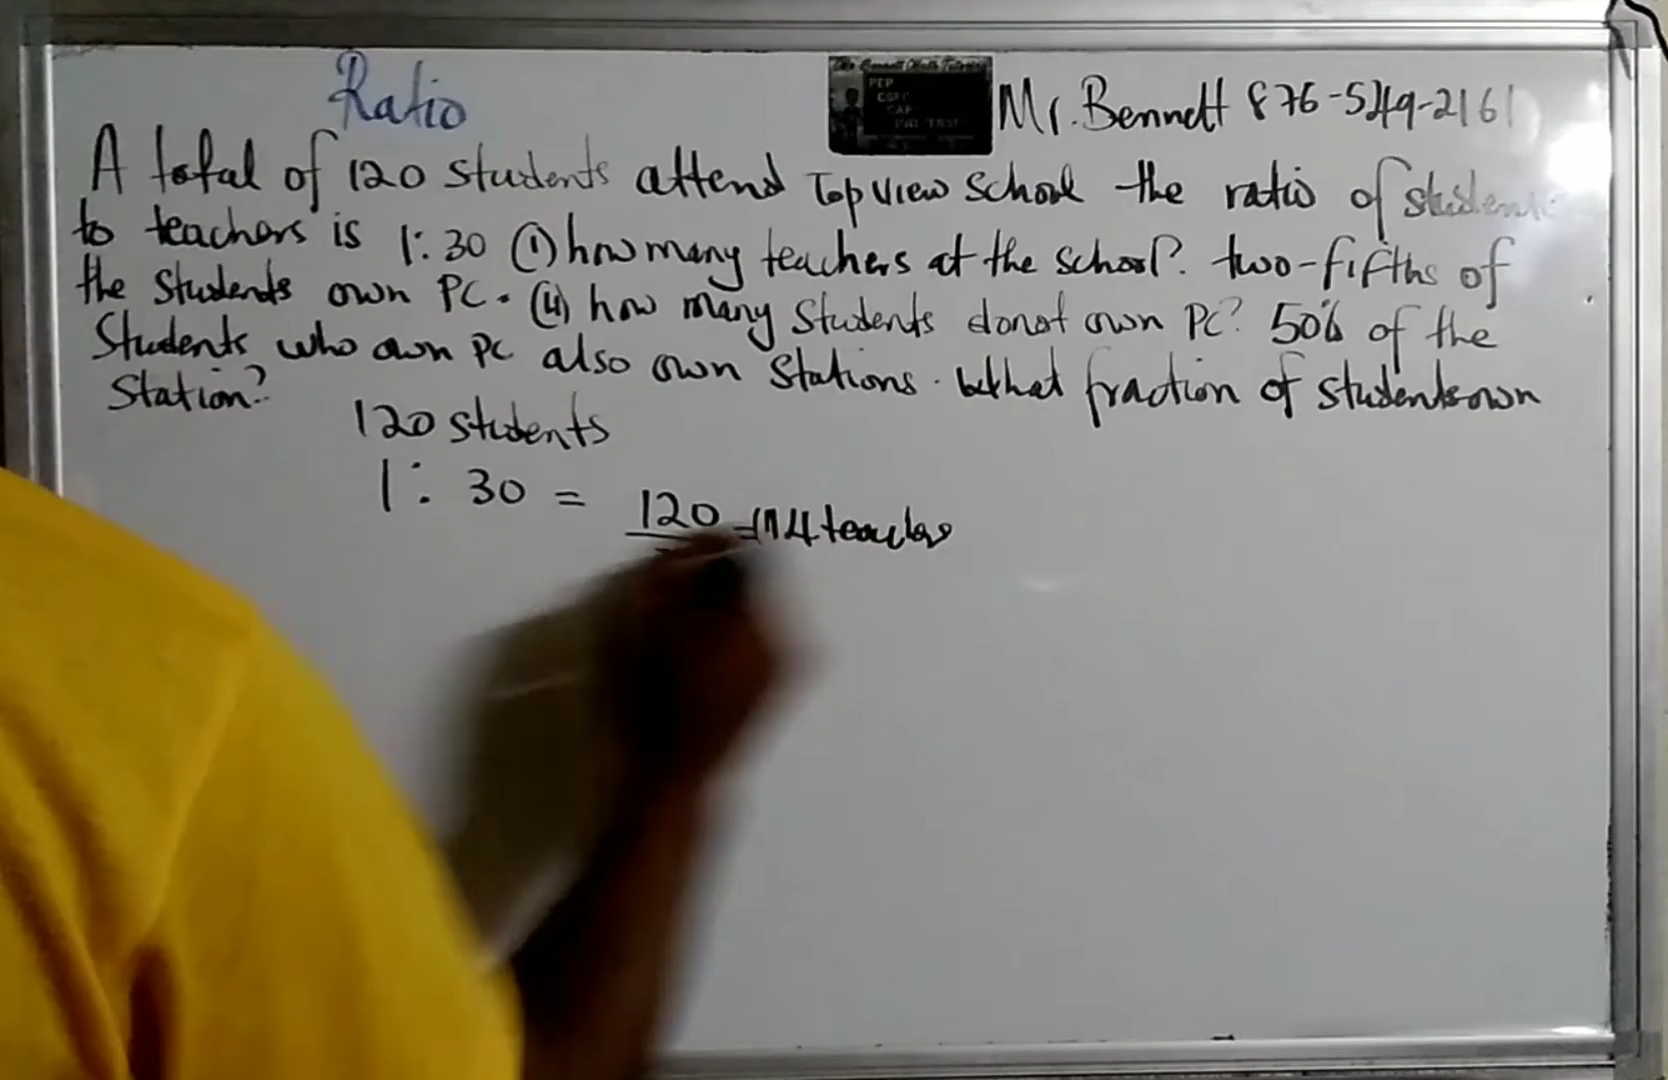 Ratio
Mr. Bennett 876-549-2161
A total of 120 students attend Top view school the ratio of student
to teachers is 1:30 (i) how many teachers at the school? two-fifths of
the students own PC. (ii) how many students do not own PC? 50% of the
students who own PC also own stations. what fraction of students own
station?
120 students
1: 30 = 120 = 4 teachers